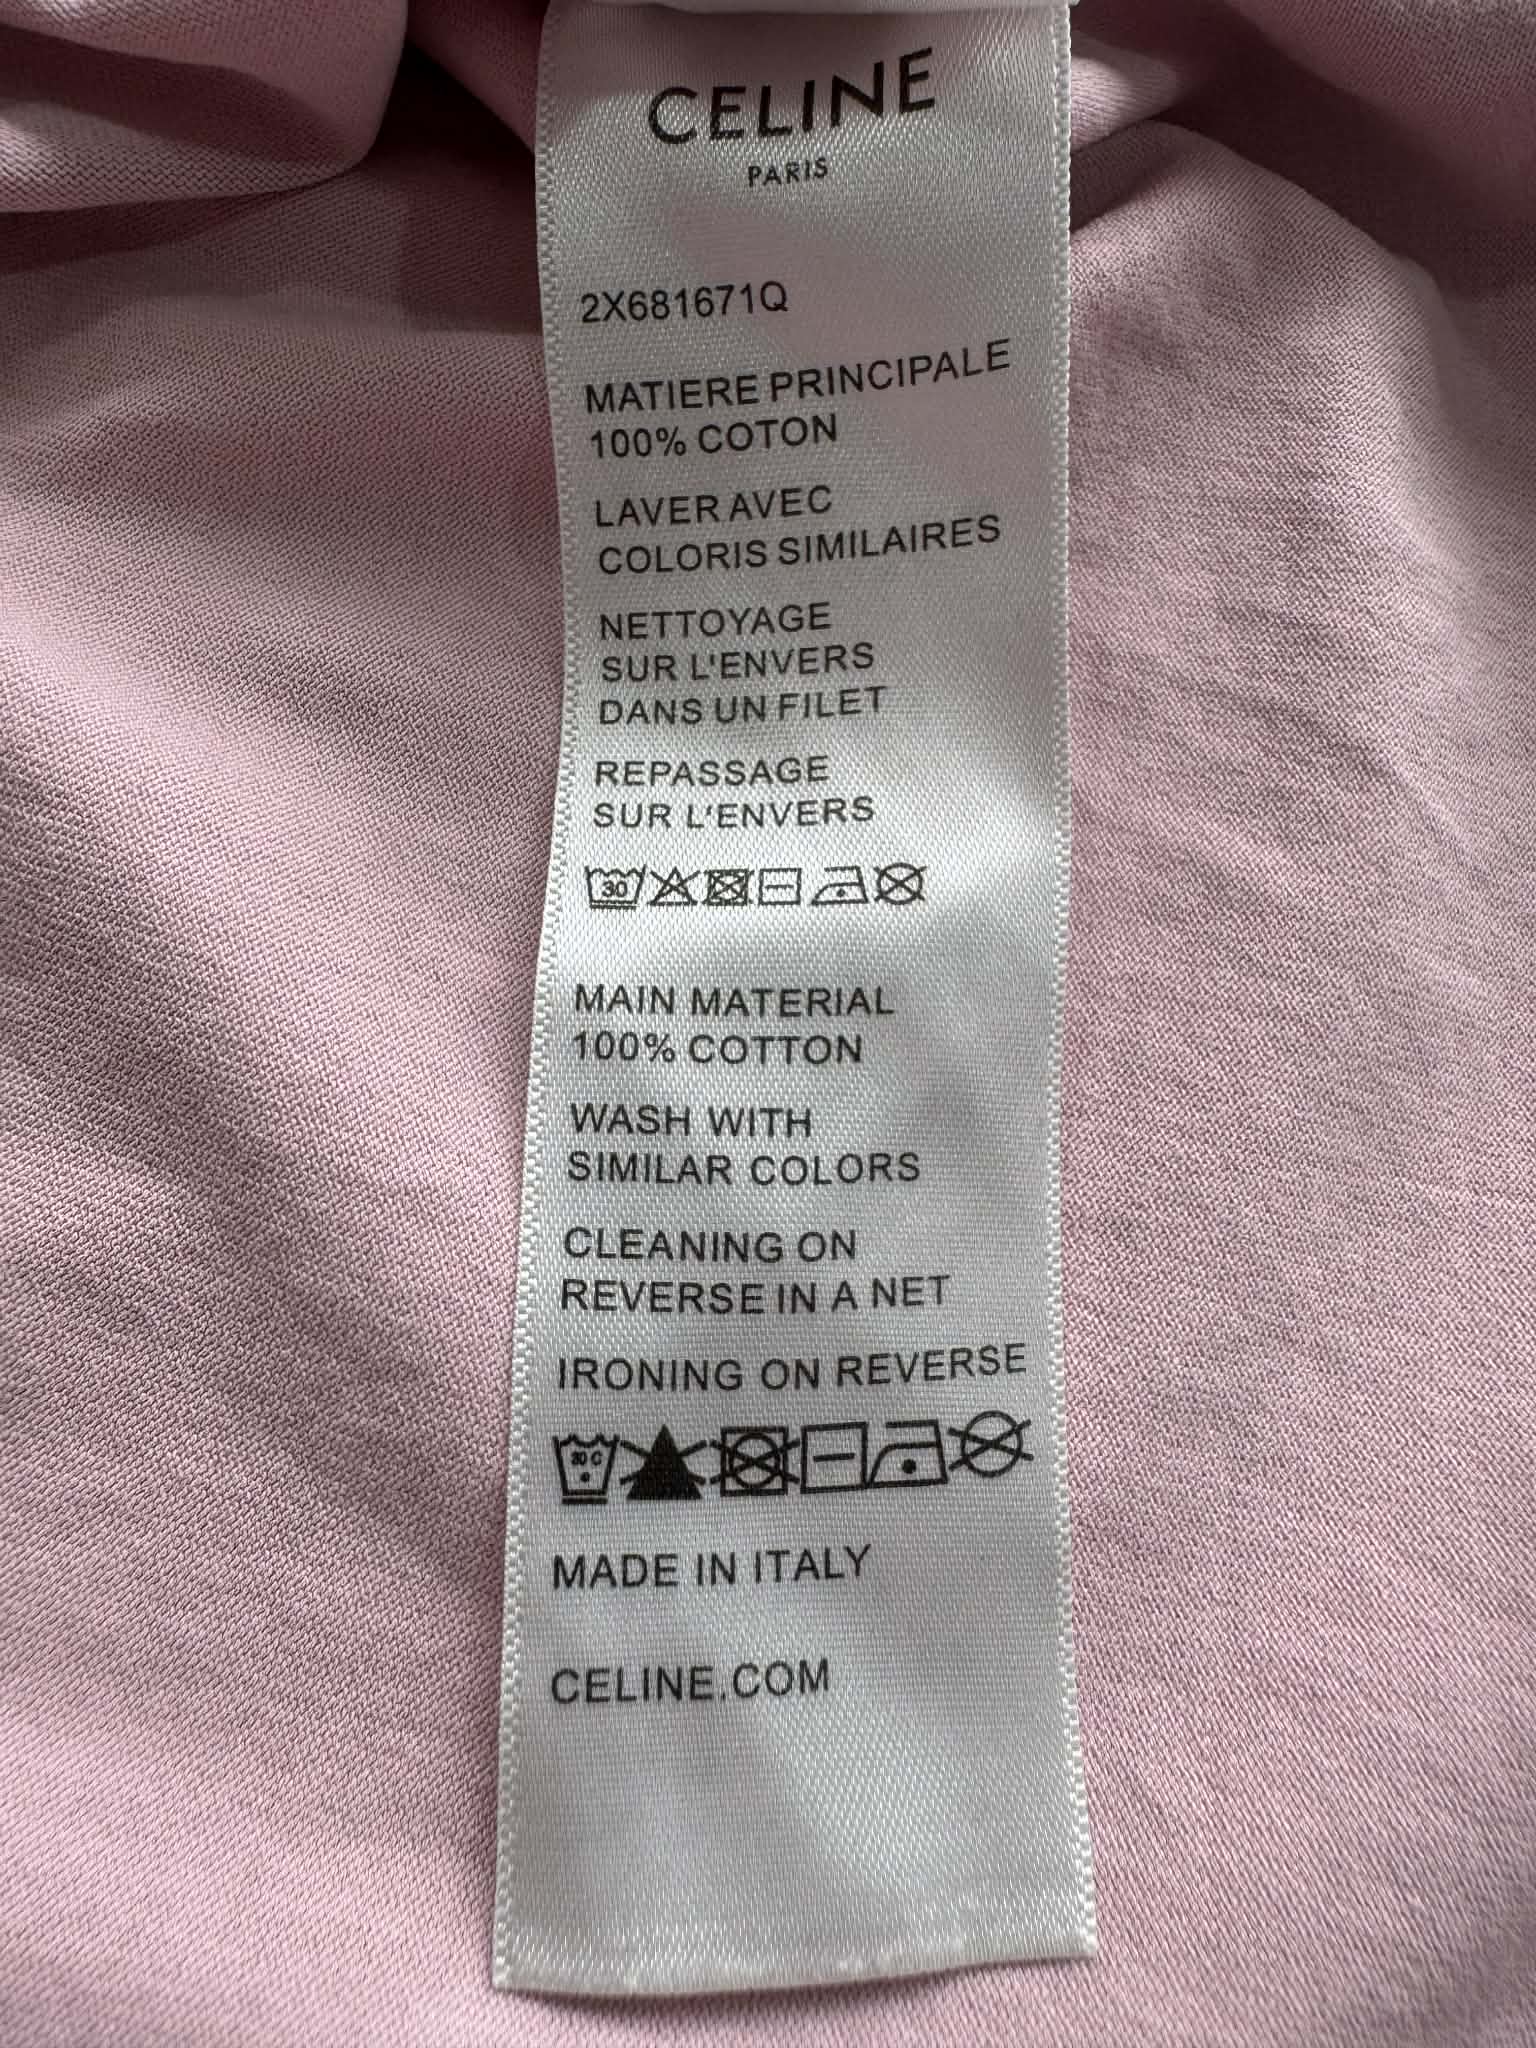 CELINE
PARIS
2X681671Q
MATIERE PRINCIPALE
100% COTON
LAVER AVEC
COLORIS SIMILAIRES
NETTOYAGE
SUR L'ENVERS
DANS UN FILET
REPASSAGE
SUR L'ENVERS
30
MAIN MATERIAL
100% COTTON
WASH WITH
SIMILAR COLORS
CLEANING ON
REVERSE IN A NET
IRONING ON REVERSE
30 C
MADE IN ITALY
CELINE.COM